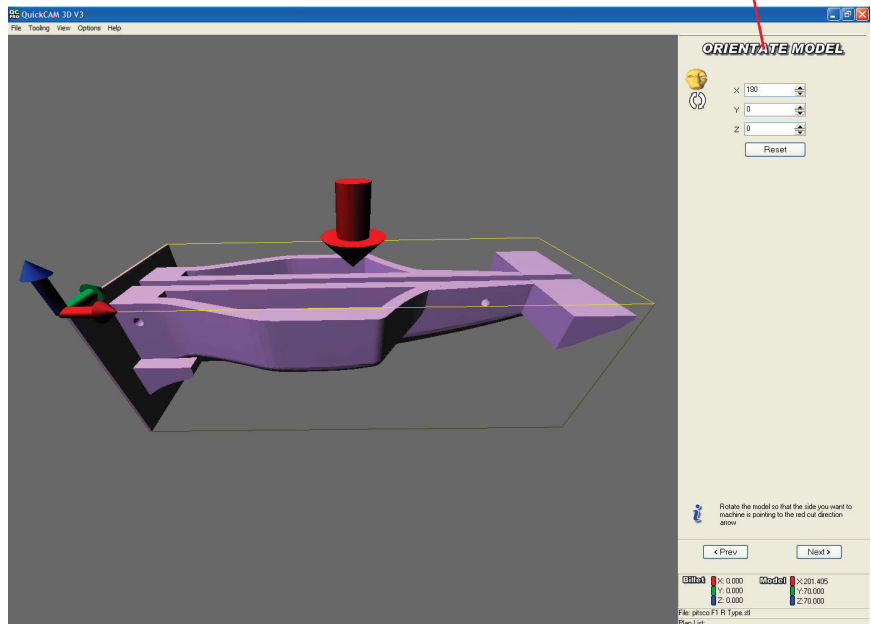 QuickCAM 3D V3
File Tooling View Options Help
ORIENTATE MODEL
X 180
Y 0
Z 0
Reset
Rotate the model so that the side you want to
machine is pointing to the red cut direction
arrow
< Prev Next >
Billet X: 0.000 Model X:201.405
Y: 0.000 Y:70.000
Z: 0.000 Z:70.000
File: pitsco F1 R Type.stl
Plan List: